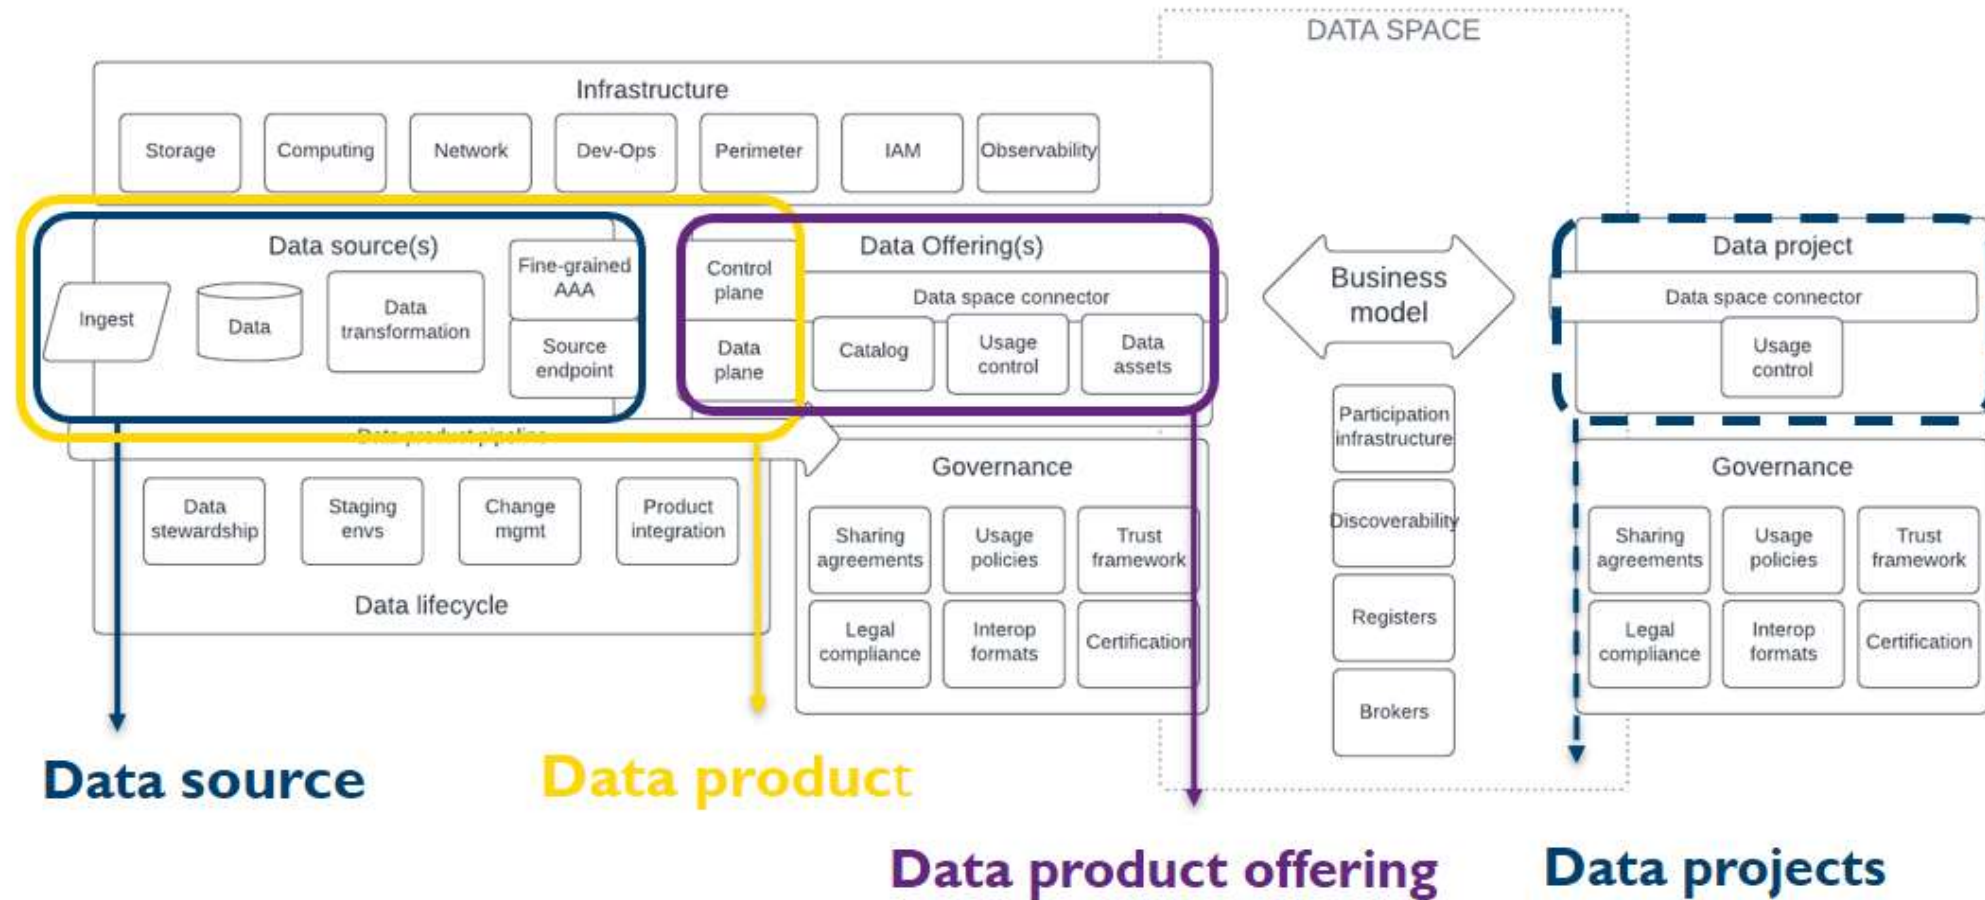 DATA SPACE
Infrastructure
Storage
Computing
Network
Dev-Ops
Perimeter
IAM
Observability
Data source(s)
Ingest
Data
Data
transformation
Fine-grained
AAA
Source
endpoint
Control
plane
Data
plane
Data Offering(s)
Data space connector
Catalog
Usage
control
Data
assets
Business
model
Data project
Data space connector
Usage
control
Data product pipeline
Data
stewardship
Staging
envs
Change
mgmt
Product
integration
Data lifecycle
Governance
Sharing
agreements
Usage
policies
Trust
framework
Legal
compliance
Interop
formats
Certification
Participation
infrastructure
Discoverability
Registers
Brokers
Governance
Sharing
agreements
Usage
policies
Trust
framework
Legal
compliance
Interop
formats
Certification
Data source
Data product
Data product offering
Data projects